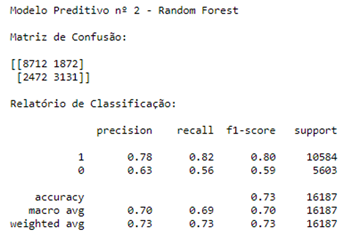 Modelo Preditivo nº 2 - Random Forest
Matriz de Confusão:
[[8712 1872]
[2472 3131]]
Relatório de Classificação:
precision recall f1-score support
1 0.78 0.82 0.80 10584
0 0.63 0.56 0.59 5603
accuracy 0.73 16187
macro avg 0.70 0.69 0.70 16187
weighted avg 0.73 0.73 0.73 16187